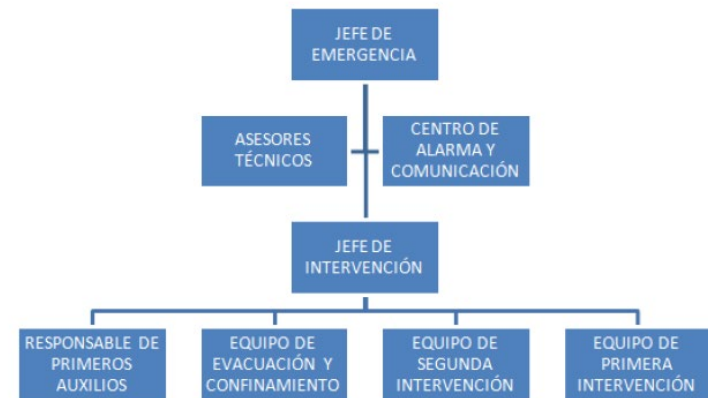 JEFE DE
EMERGENCIA
ASESORES
TÉCNICOS
CENTRO DE
ALARMA Y
COMUNICACIÓN
JEFE DE
INTERVENCIÓN
RESPONSABLE DE
PRIMEROS
AUXILIOS
EQUIPO DE
EVACUACIÓN Y
CONFINAMIENTO
EQUIPO DE
SEGUNDA
INTERVENCIÓN
EQUIPO DE
PRIMERA
INTERVENCIÓN